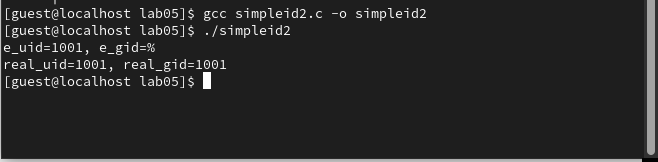 [guest@localhost lab05]$ gcc simpleid2.c -o simpleid2
[guest@localhost lab05]$ ./simpleid2
e_uid=1001, e_gid=%
real_uid=1001, real_gid=1001
[guest@localhost lab05]$